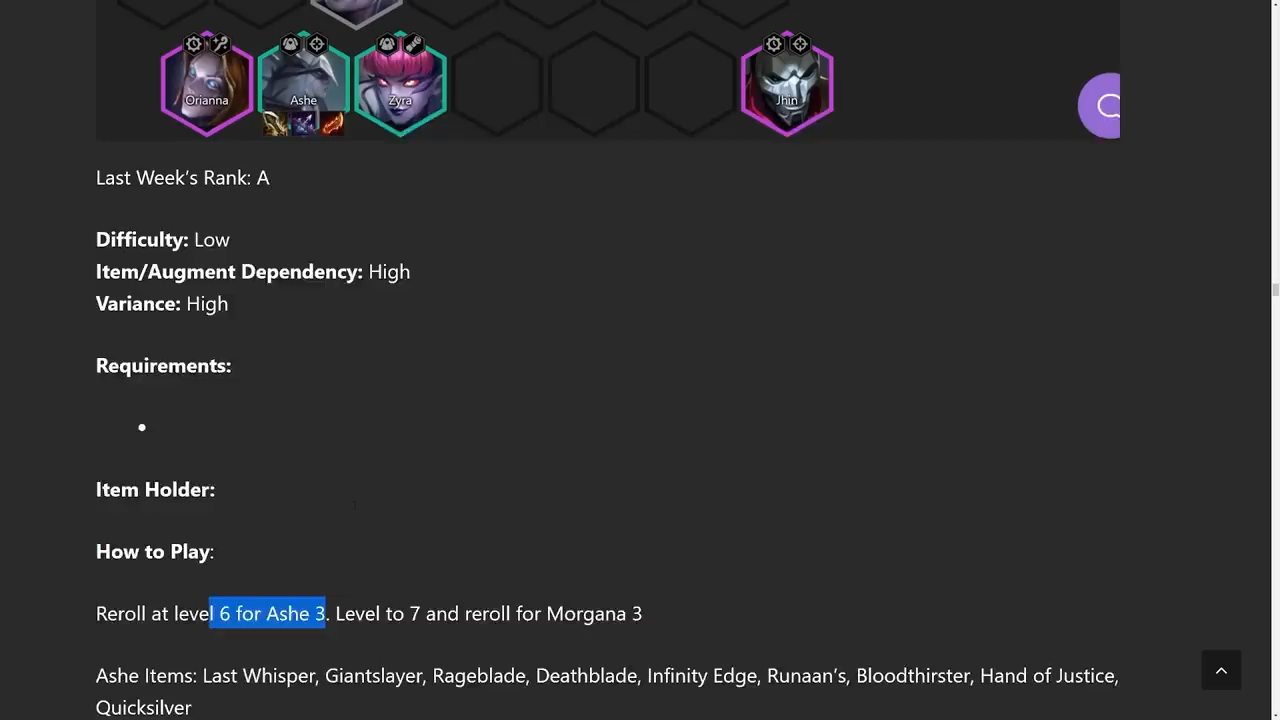 Orianna
Ashe
Zyra
Jhin
Last Week’s Rank: A
Difficulty: Low
Item/Augment Dependency: High
Variance: High
Requirements:
•
Item Holder:
How to Play:
Reroll at level 6 for Ashe 3. Level to 7 and reroll for Morgana 3
Ashe Items: Last Whisper, Giantslayer, Rageblade, Deathblade, Infinity Edge, Runaan’s, Bloodthirster, Hand of Justice,
Quicksilver